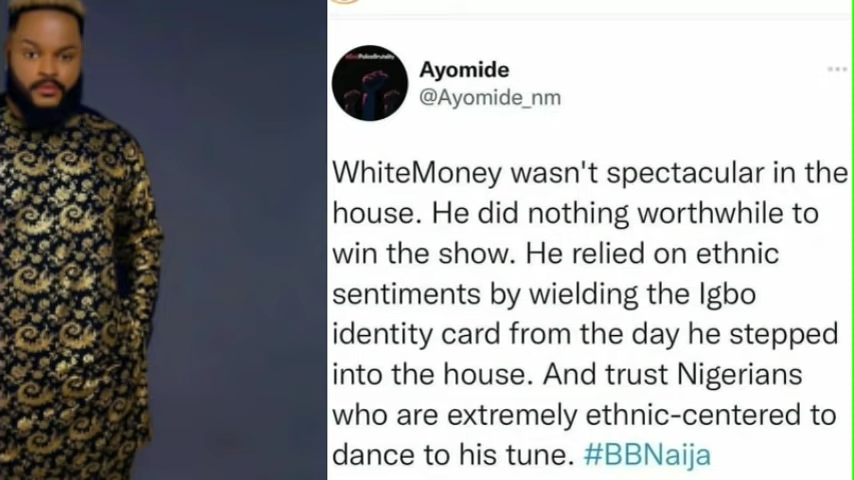 Ayomide
@Ayomide_nm
WhiteMoney wasn't spectacular in the
house. He did nothing worthwhile to
win the show. He relied on ethnic
sentiments by wielding the Igbo
identity card from the day he stepped
into the house. And trust Nigerians
who are extremely ethnic-centered to
dance to his tune. #BBNaija